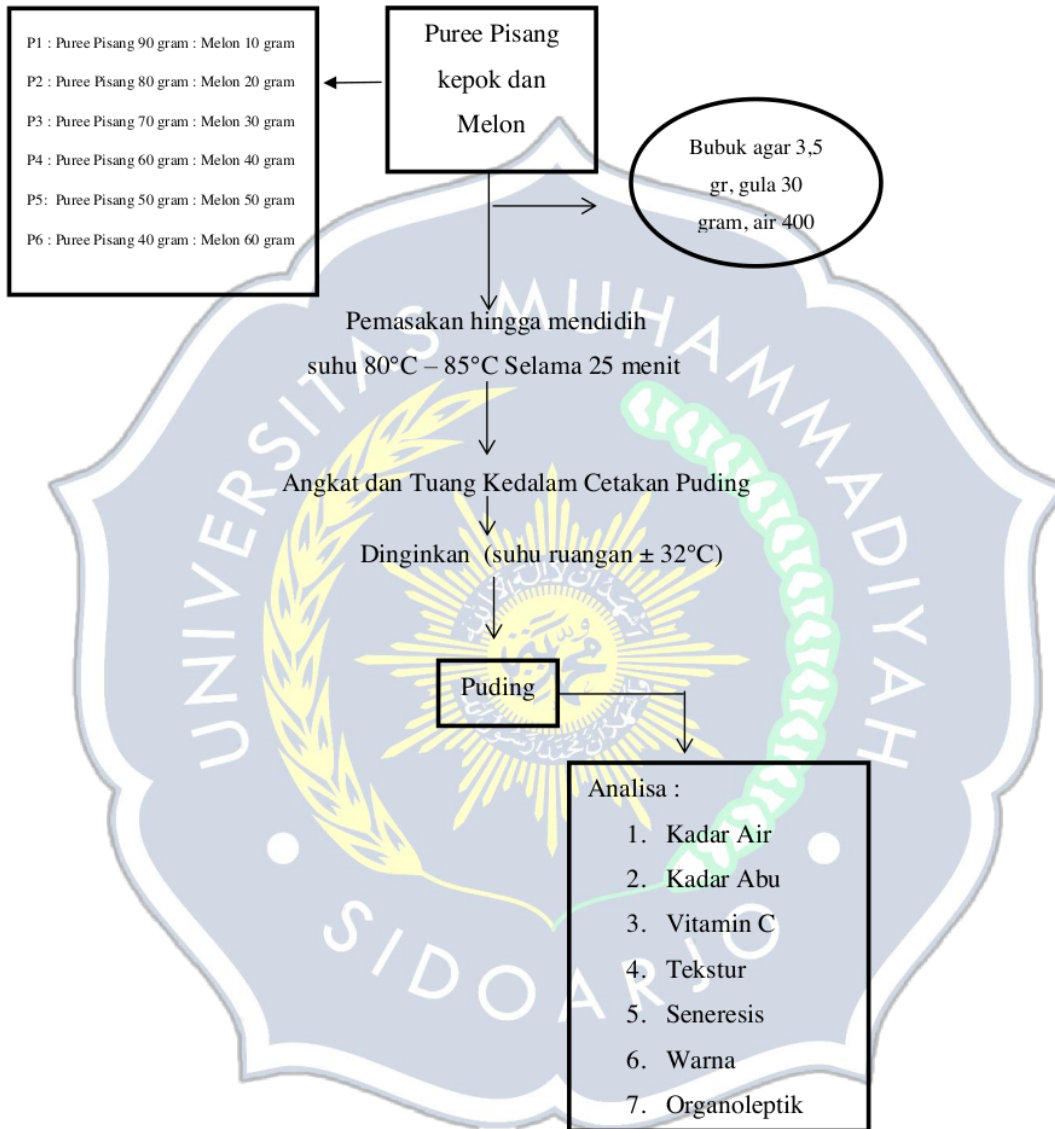 P1 : Puree Pisang 90 gram : Melon 10 gram
P2 : Puree Pisang 80 gram : Melon 20 gram
P3 : Puree Pisang 70 gram : Melon 30 gram
P4 : Puree Pisang 60 gram : Melon 40 gram
P5: Puree Pisang 50 gram : Melon 50 gram
P6 : Puree Pisang 40 gram : Melon 60 gram
Puree Pisang
kepok dan
Melon
Bubuk agar 3,5
gr, gula 30
gram, air 400
Pemasakan hingga mendidih
suhu 80°C – 85°C Selama 25 menit
Angkat dan Tuang Kedalam Cetakan Puding
Dinginkan (suhu ruangan ± 32°C)
Puding
Analisa :
1. Kadar Air
2. Kadar Abu
3. Vitamin C
4. Tekstur
5. Seneresis
6. Warna
7. Organoleptik
UNIVERSITAS MUHAMMADIYAH
SIDOARJO